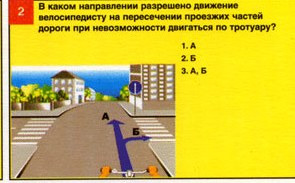 2
В каком направлении разрешено движение
велосипедисту на пересечении проезжих частей
дороги при невозможности двигаться по тротуару?
1. А
2. Б
3. А, Б
А
Б